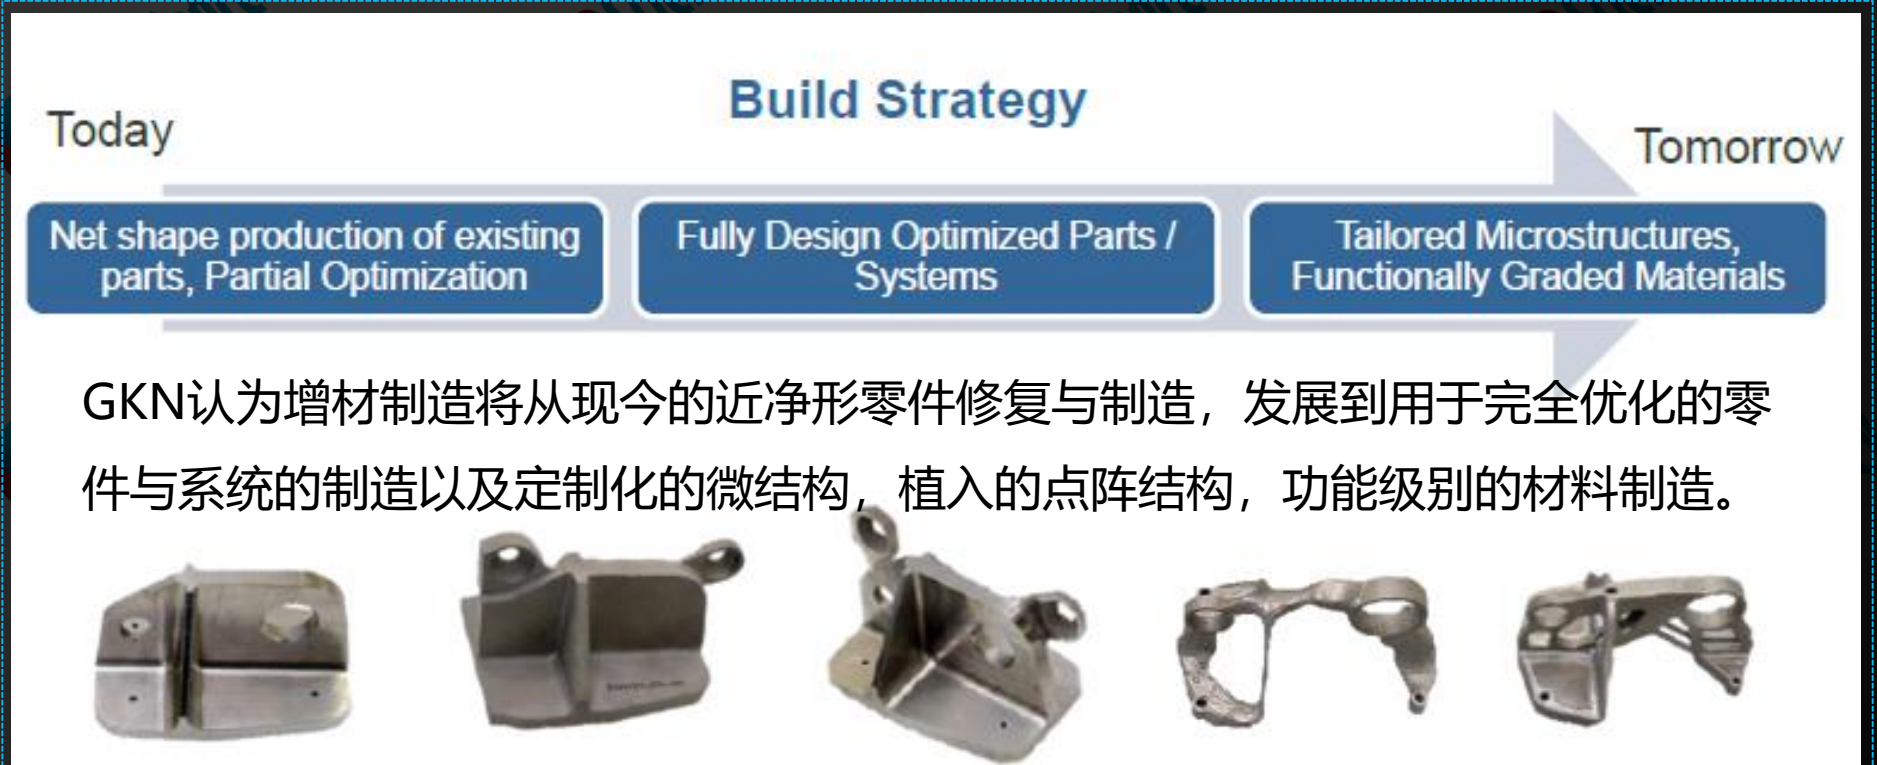 Build Strategy
Today
Tomorrow
Net shape production of existing
parts, Partial Optimization
Fully Design Optimized Parts /
Systems
Tailored Microstructures,
Functionally Graded Materials
GKN认为增材制造将从现今的近净形零件修复与制造，发展到用于完全优化的零
件与系统的制造以及定制化的微结构，植入的点阵结构，功能级别的材料制造。